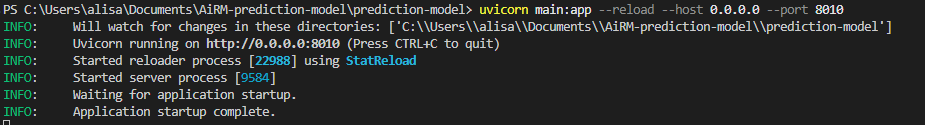 PS C:\Users\alisa\Documents\AiRM-prediction-model\prediction-model> uvicorn main:app --reload --host 0.0.0.0 --port 8010
INFO:     Will watch for changes in these directories: ['C:\\Users\\alisa\\Documents\\AiRM-prediction-model\\prediction-model']
INFO:     Uvicorn running on http://0.0.0.0:8010 (Press CTRL+C to quit)
INFO:     Started reloader process [22988] using StatReload
INFO:     Started server process [9584]
INFO:     Waiting for application startup.
INFO:     Application startup complete.